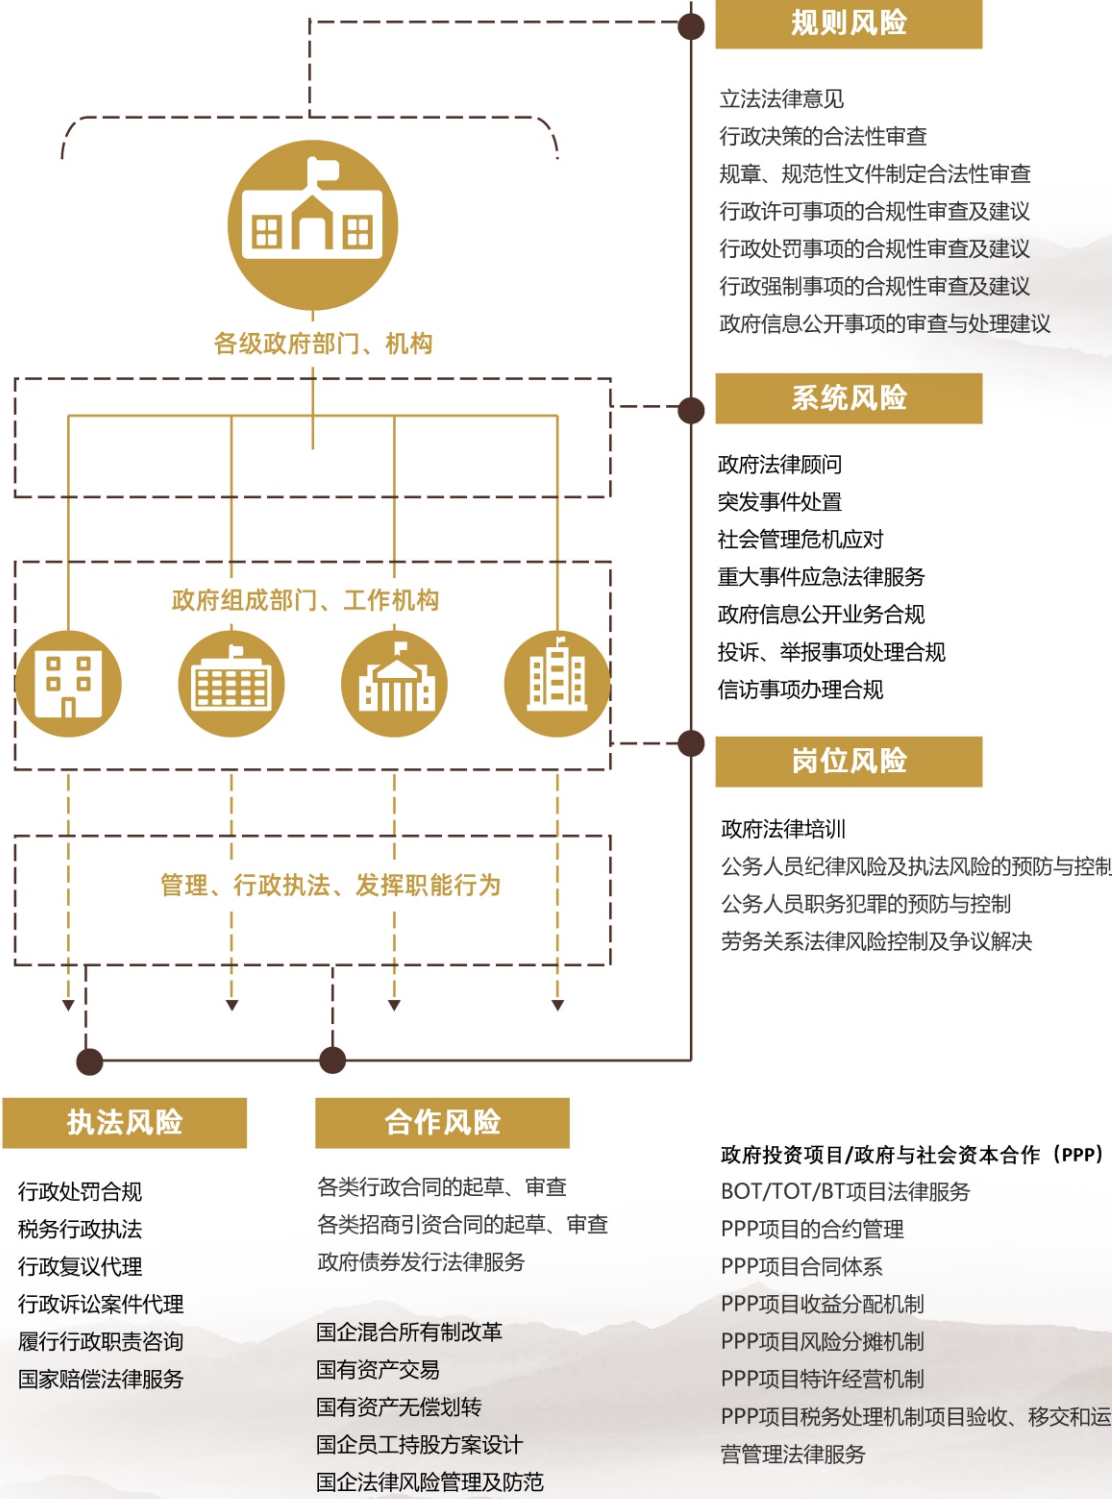 规则风险
立法法律意见
行政决策的合法性审查
规章、规范性文件制定合法性审查
行政许可事项的合规性审查及建议
行政处罚事项的合规性审查及建议
行政强制事项的合规性审查及建议
政府信息公开事项的审查与处理建议
各级政府部门、机构
系统风险
政府法律顾问
突发事件处置
社会管理危机应对
重大事件应急法律服务
政府信息公开业务合规
投诉、举报事项处理合规
信访事项办理合规
政府组成部门、工作机构
岗位风险
政府法律培训
公务人员纪律风险及执法风险的预防与控制
公务人员职务犯罪的预防与控制
劳务关系法律风险控制及争议解决
管理、行政执法、发挥职能行为
执法风险
行政处罚合规
税务行政执法
行政复议代理
行政诉讼案件代理
履行行政职责咨询
国家赔偿法律服务
合作风险
各类行政合同的起草、审查
各类招商引资合同的起草、审查
政府债券发行法律服务
国企混合所有制改革
国有资产交易
国有资产无偿划转
国企员工持股方案设计
国企法律风险管理及防范
政府投资项目/政府与社会资本合作（PPP）
BOT/TOT/BT项目法律服务
PPP项目的合约管理
PPP项目合同体系
PPP项目收益分配机制
PPP项目风险分摊机制
PPP项目特许经营机制
PPP项目税务处理机制项目验收、移交和运
营管理法律服务